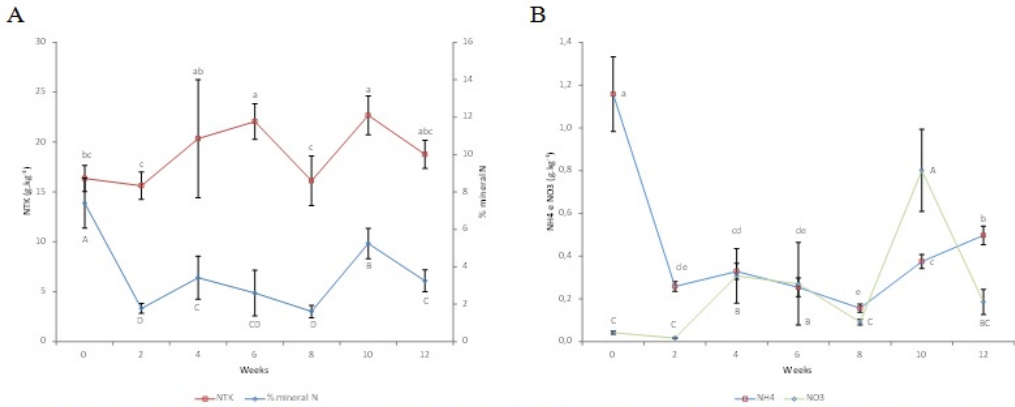 A
B
30
25
20
15
10
5
0
NTK (g.kg⁻¹)
16
14
12
10
8
6
4
2
0
% mineral N
bc
c
ab
a
c
a
abc
A
D
C
CD
D
B
C
0 2 4 6 8 10 12
Weeks
NTK % mineral N
1,4
1,2
1,0
0,8
0,6
0,4
0,2
0,0
NH4 e NO3 (g.kg⁻¹)
a
de
cd
de
e
c
b
C
C
B
B
C
A
BC
0 2 4 6 8 10 12
Weeks
NH4 NO3